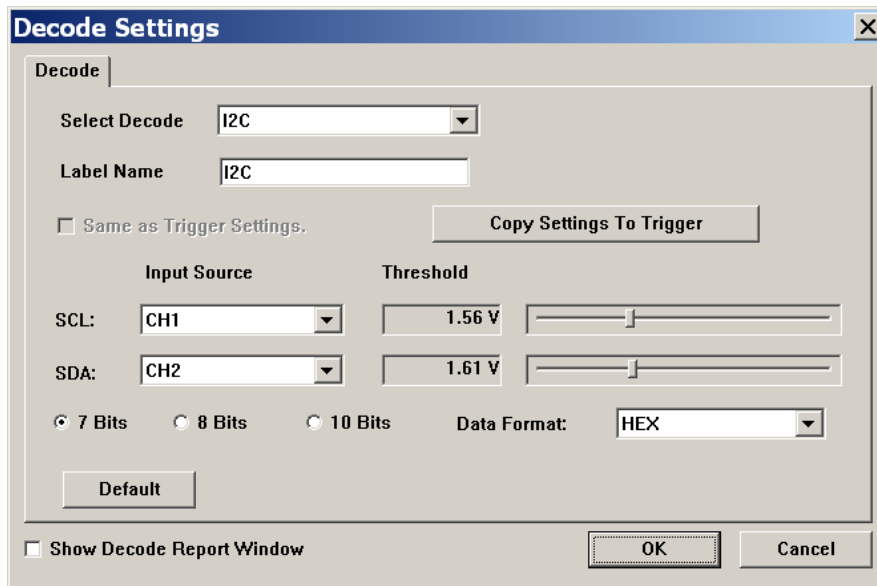 Decode Settings
Decode
Select Decode I2C
Label Name I2C
Same as Trigger Settings. Copy Settings To Trigger
Input Source Threshold
SCL: CH1 1.56 V
SDA: CH2 1.61 V
7 Bits 8 Bits 10 Bits Data Format: HEX
Default
Show Decode Report Window OK Cancel